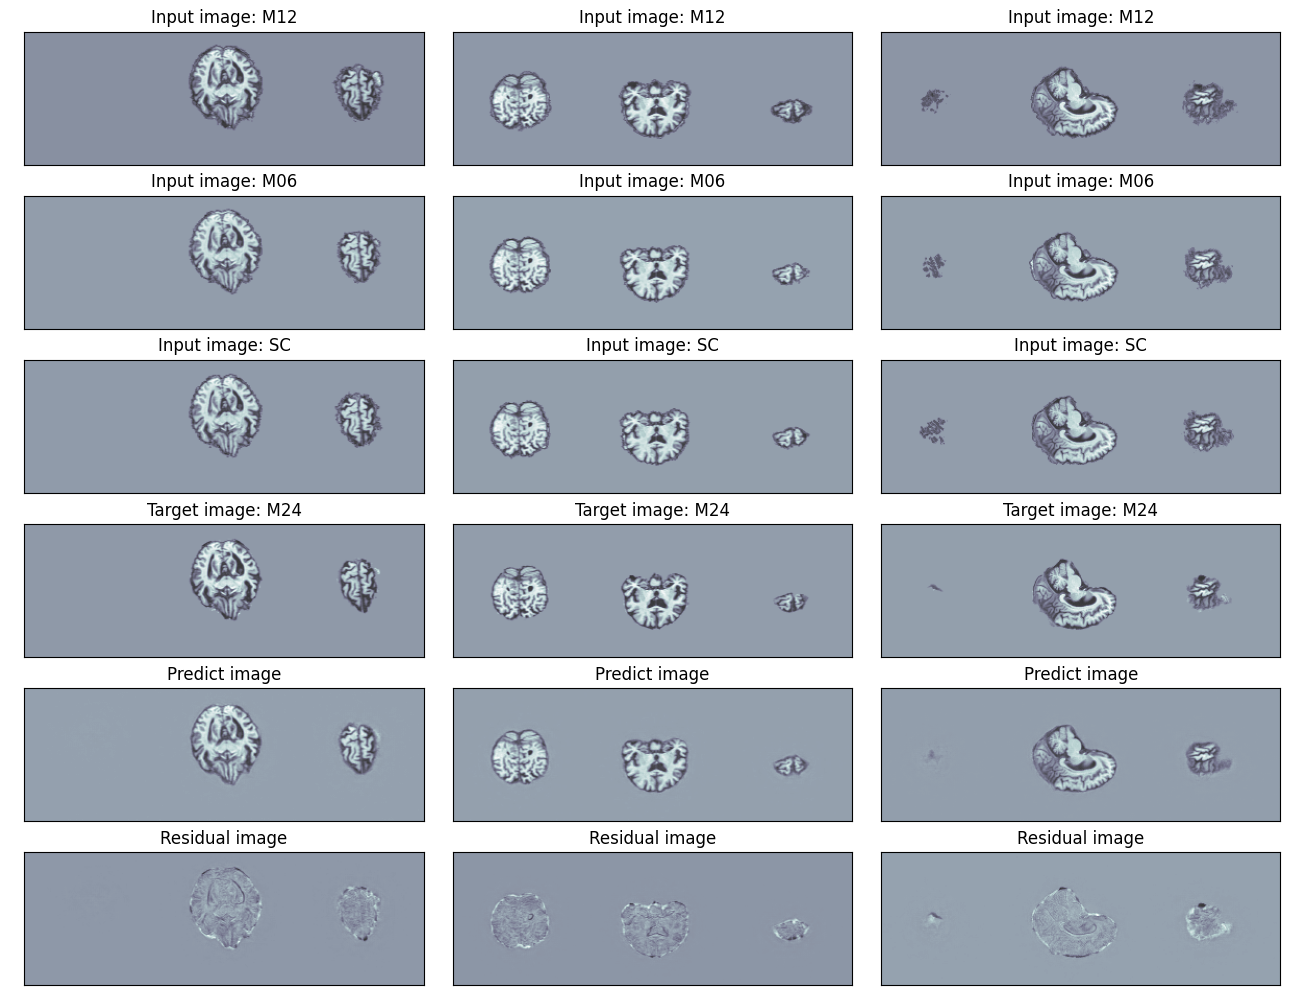 Input image: M12 Input image: M12 Input image: M12
Input image: M06 Input image: M06 Input image: M06
Input image: SC Input image: SC Input image: SC
Target image: M24 Target image: M24 Target image: M24
Predict image Predict image Predict image
Residual image Residual image Residual image